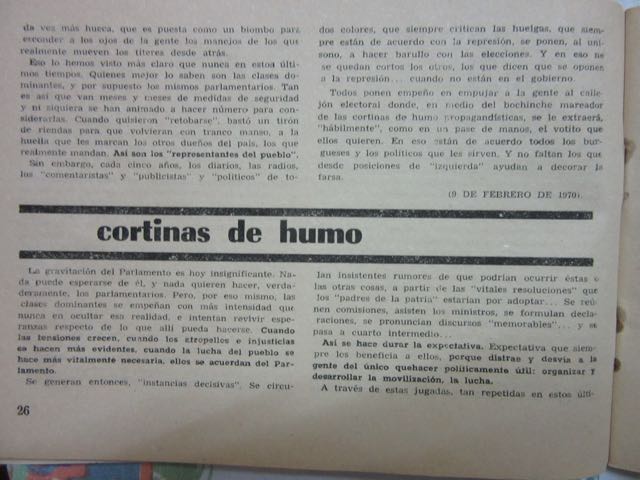 da vez más hueca, que es puesta como un biombo para
esconder a los ojos de la gente los manejos de los que
realmente mueven los títeres desde atrás.
Eso lo hemos visto más claro que nunca en estos últi-
mos tiempos. Quienes mejor lo saben son las clases do-
minantes, y por supuesto los mismos parlamentarios. Tan
es así que van meses y meses de medidas de seguridad
y ni siquiera se han animado a hacer número para con-
siderarlas. Cuando quisieron "retobarse", bastó un tirón
de riendas para que volvieran con tranco manso, a la
huella que les marcan los otros dueños del país, los que
realmente mandan. Así son los "representantes del pueblo".
Sin embargo, cada cinco años, los diarios, las radios,
los "comentaristas" y "publicistas" y "políticos" de to-
dos colores, que siempre critican las huelgas, que siem-
pre están de acuerdo con la represión, se ponen, al uní-
sono, a hacer barullo con las elecciones. Y en eso no
se quedan cortos los otros, los que dicen que se oponen
a la represión... cuando no están en el gobierno.
Todos ponen empeño en empujar a la gente al calle-
jón electoral donde, en medio del bochinche mareador
de las cortinas de humo propagandísticas, se le extraerá,
"hábilmente", como en un pase de manos, el votito que
ellos quieren. En eso están de acuerdo todos los bur-
gueses y los políticos que les sirven. Y no faltan los que
desde posiciones de "izquierda" ayudan a decorar la
farsa.
(9 DE FEBRERO DE 1970).
cortinas de humo
La gravitación del Parlamento es hoy insignificante. Na-
da puede esperarse de él, y nada quieren hacer, verda-
deramente, los parlamentarios. Pero, por eso mismo, las
clases dominantes se empeñan con más intensidad que
nunca en ocultar esa realidad, e intentan revivir espe-
ranzas respecto de lo que allí pueda hacerse. Cuando
las tensiones crecen, cuando los atropellos e injusticias
se hacen más evidentes, cuando la lucha del pueblo se
hace más vitalmente necesaria, ellos se acuerdan del Par-
lamento.
Se generan entonces, "instancias decisivas". Se circu-
lan insistentes rumores de que podrían ocurrir éstas o
las otras cosas, a partir de las "vitales resoluciones" que
los "padres de la patria" estarían por adoptar... Se reú-
nen comisiones, asisten los ministros, se formulan decla-
raciones, se pronuncian discursos "memorables"... y se
pasa a cuarto intermedio...
Así se hace durar la expectativa. Expectativa que siem-
pre los beneficia a ellos, porque distrae y desvía a la
gente del único quehacer políticamente útil: organizar y
desarrollar la movilización, la lucha.
A través de estas jugadas, tan repetidas en estos últi-
26